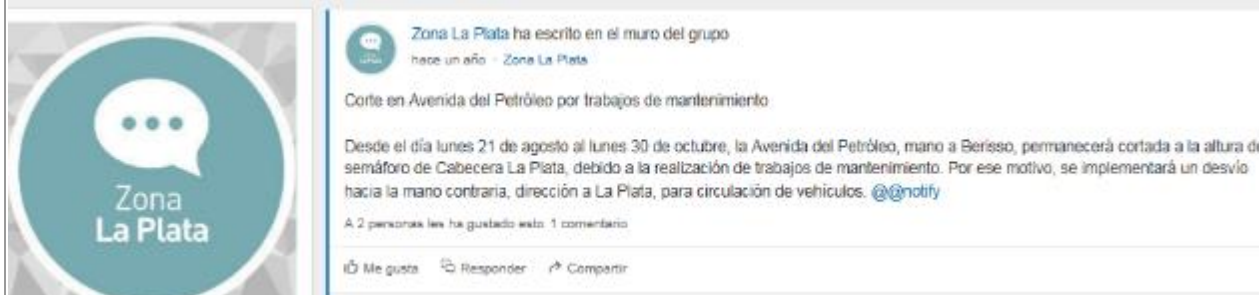 Zona
La Plata
Zona La Plata ha escrito en el muro del grupo
hace un año · Zona La Plata
Corte en Avenida del Petróleo por trabajos de mantenimiento
Desde el día lunes 21 de agosto al lunes 30 de octubre, la Avenida del Petróleo, mano a Berisso, permanecerá cortada a la altura de
semáforo de Cabecera La Plata, debido a la realización de trabajos de mantenimiento. Por ese motivo, se implementará un desvío
hacia la mano contraria, dirección a La Plata, para circulación de vehículos. @@notify
A 2 personas les ha gustado esto 1 comentario
Me gusta Responder Compartir